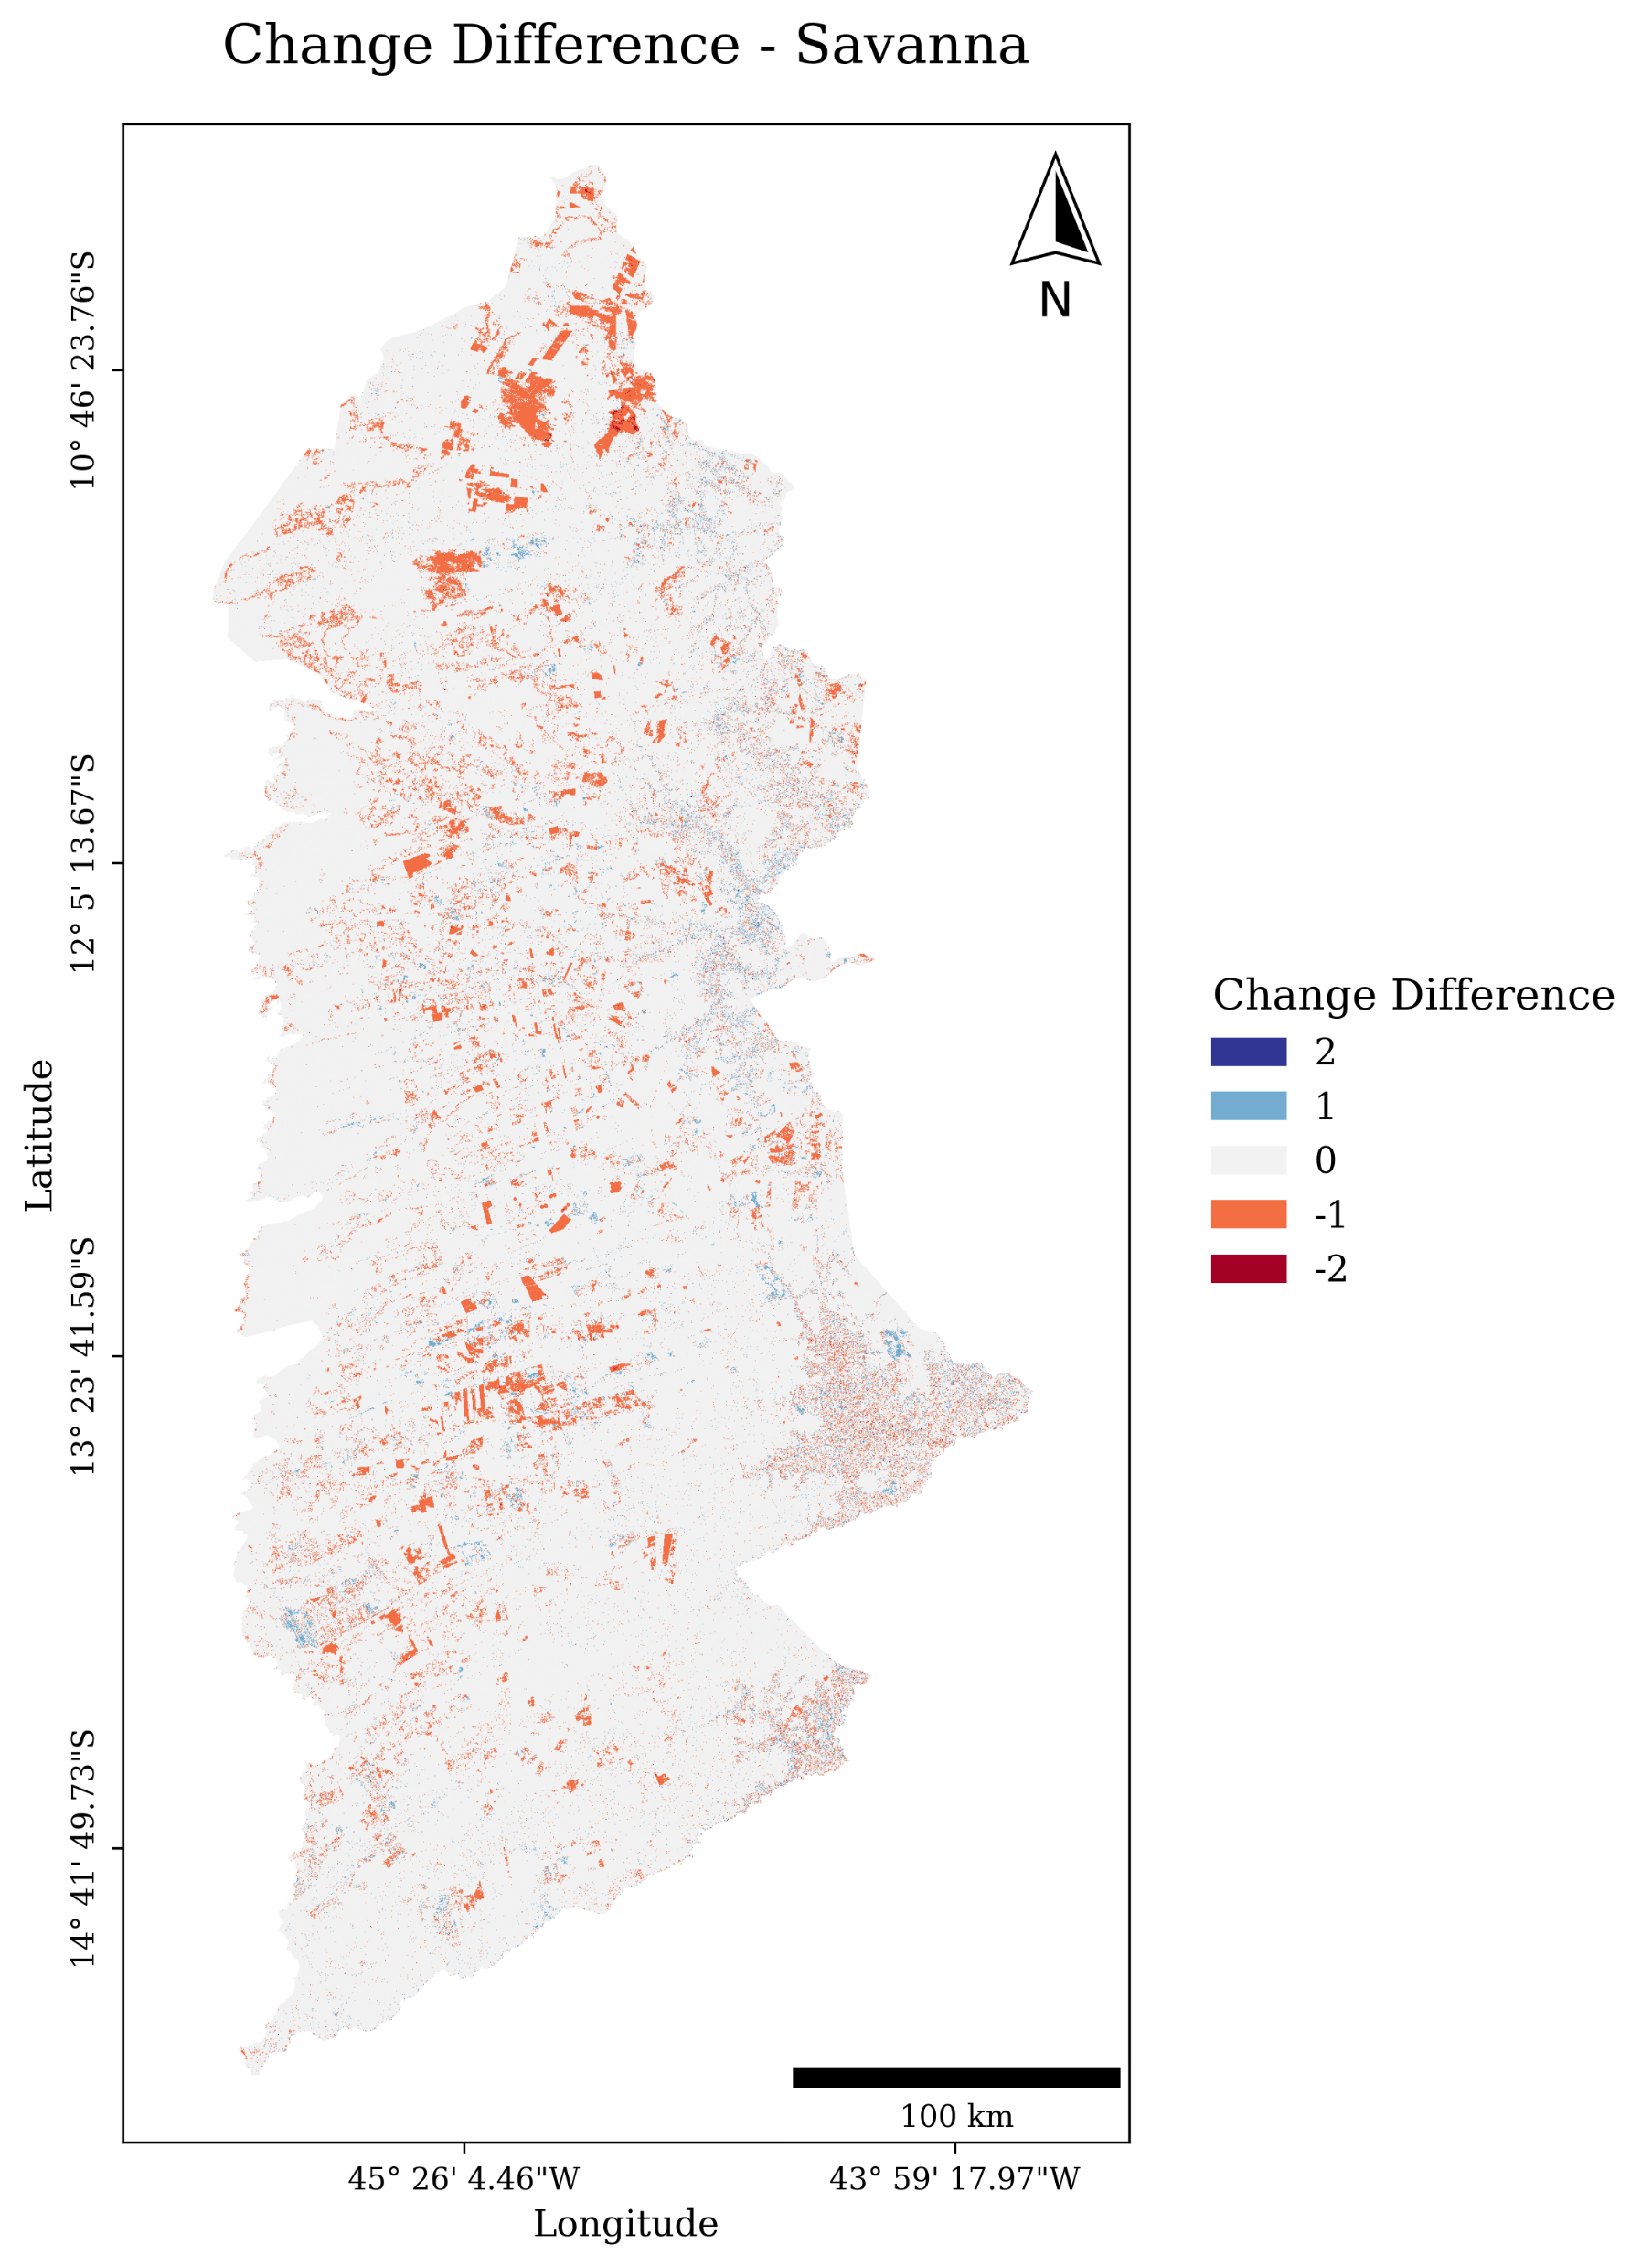 Change Difference - Savanna
N
10° 46' 23.76"S
12° 5' 13.67"S
13° 23' 41.59"S
14° 41' 49.73"S
Latitude
Change Difference
2
1
0
-1
-2
100 km
45° 26' 4.46"W
43° 59' 17.97"W
Longitude